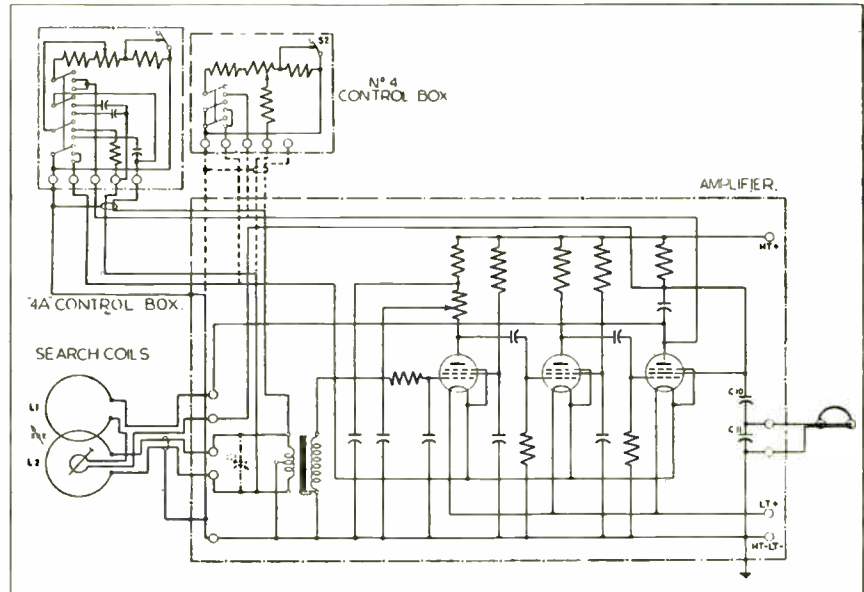 S2
Nº 4
CONTROL BOX
AMPLIFIER.
HT+
"4A" CONTROL BOX.
SEARCH COILS
L1
L2
C10
C11
LT+
HT-LT-